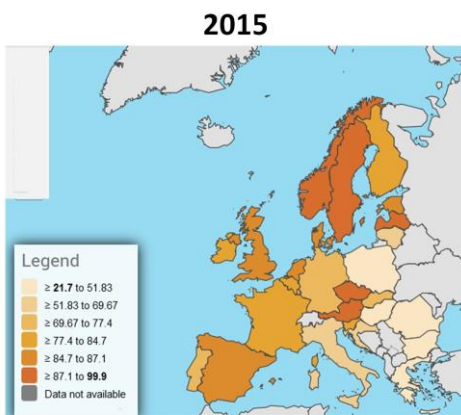 2015
Legend
≥ 21.7 to 51.83
≥ 51.83 to 69.67
≥ 69.67 to 77.4
≥ 77.4 to 84.7
≥ 84.7 to 87.1
≥ 87.1 to 99.9
Data not available